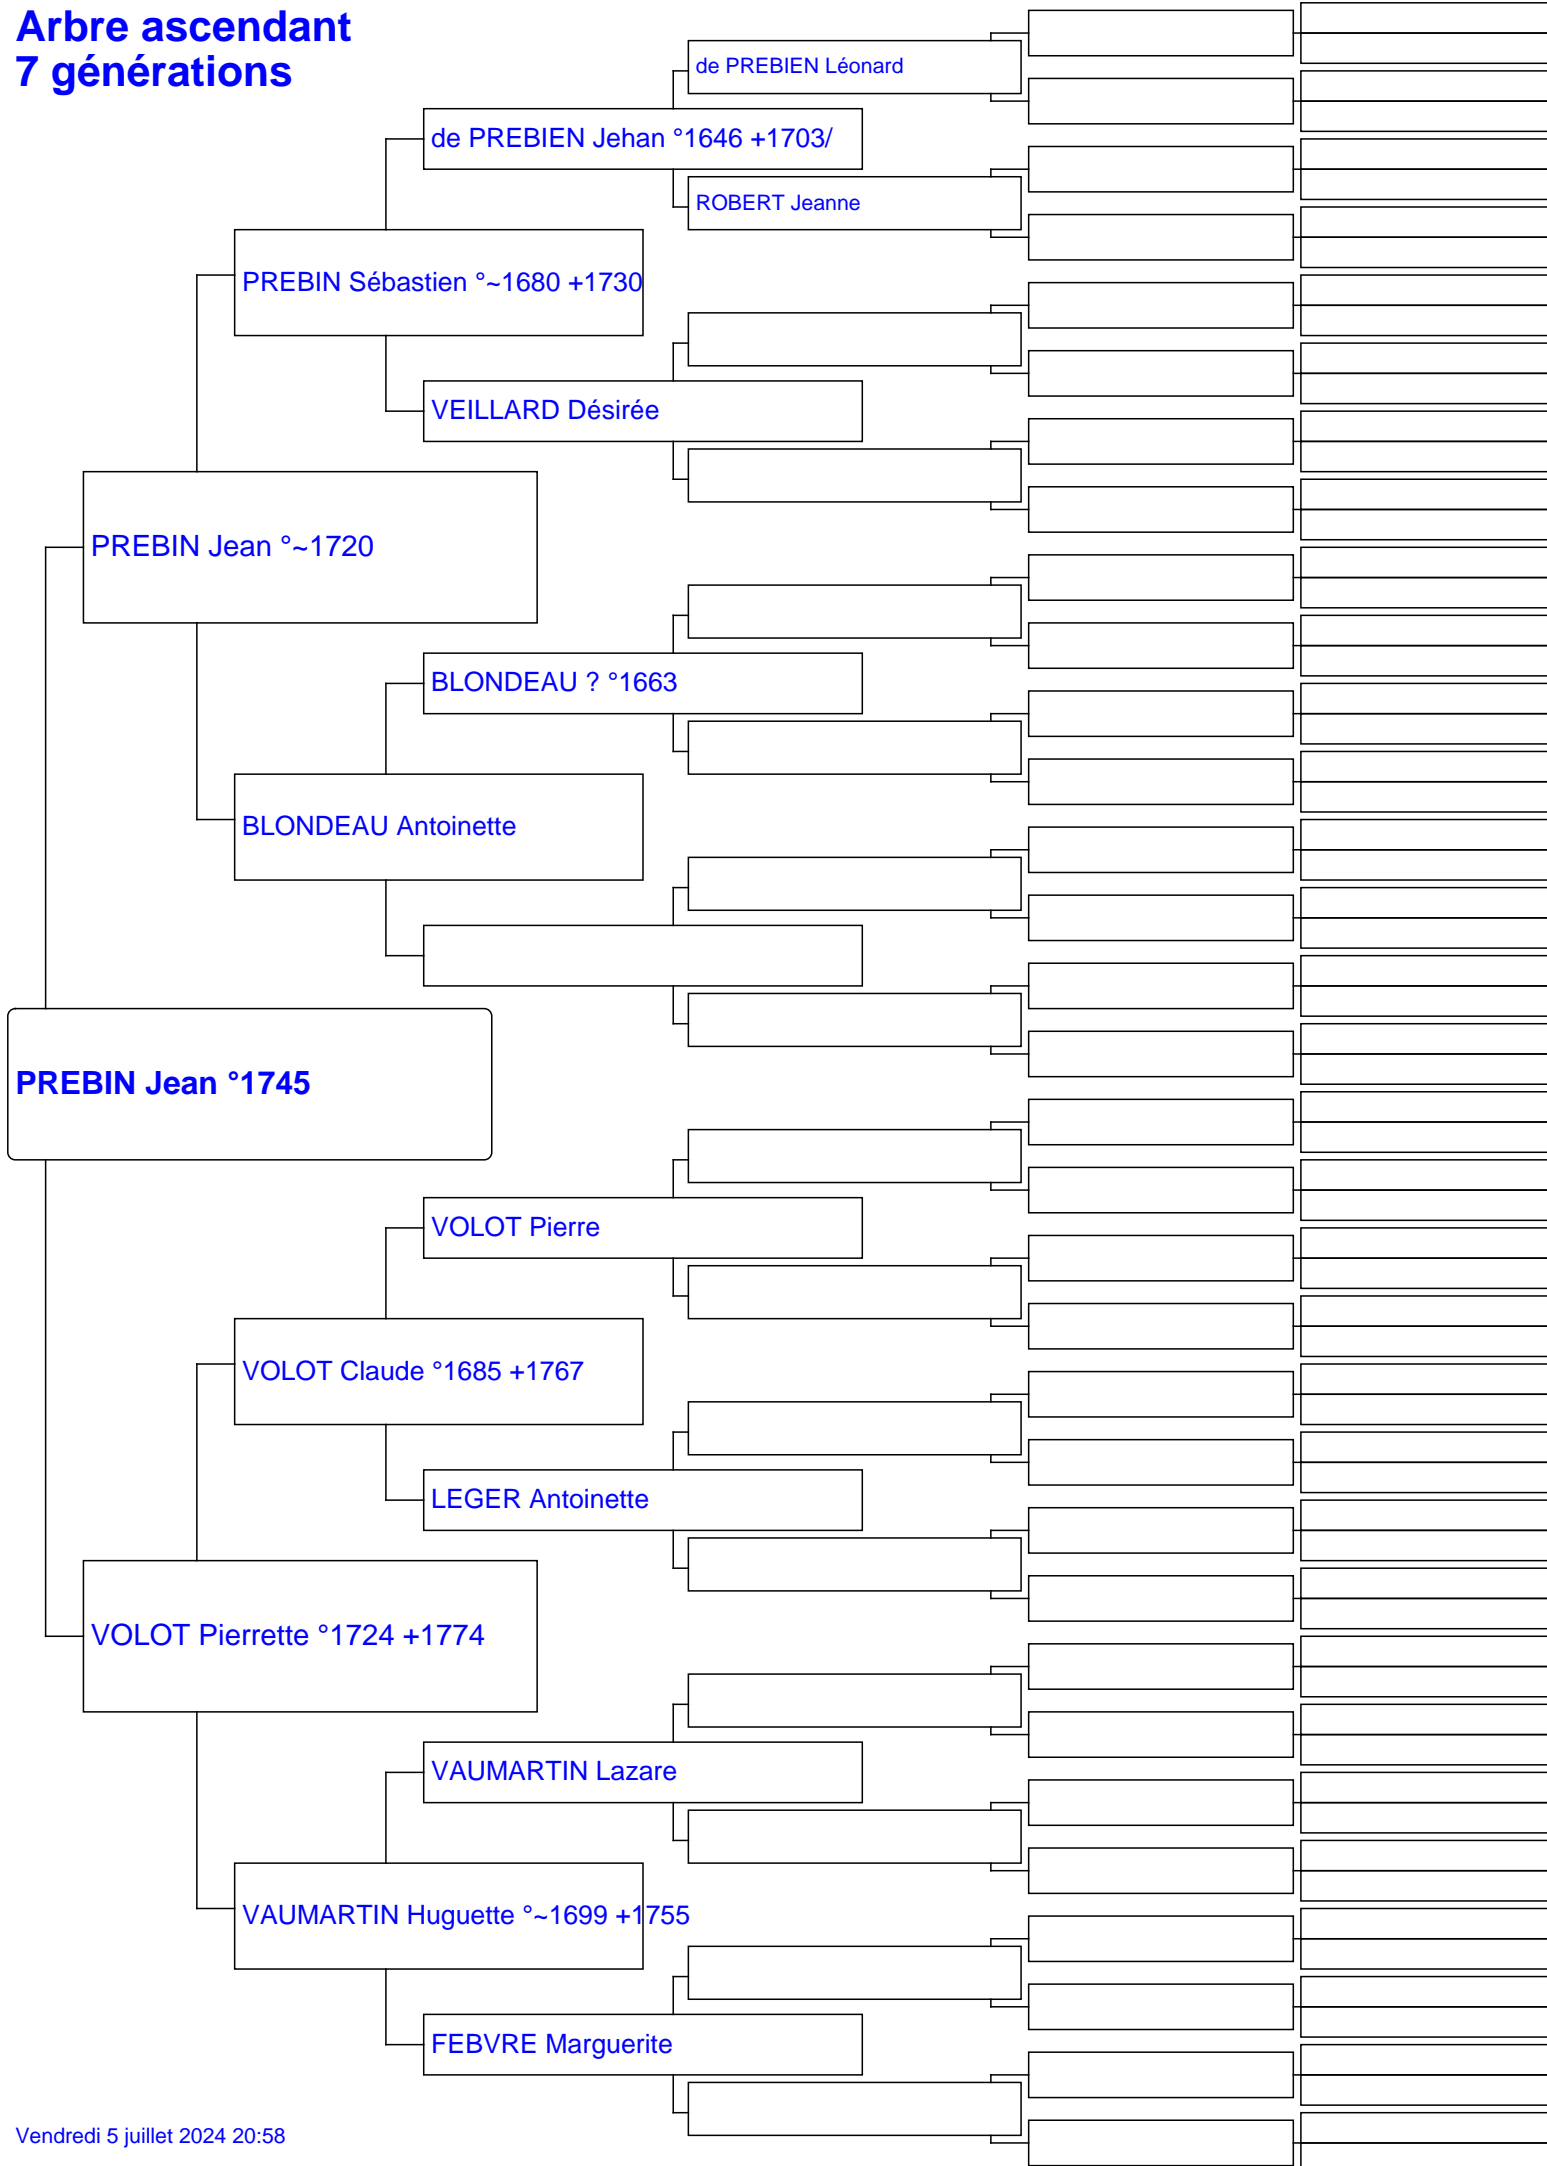 Arbre ascendant
7 générations
de PREBIEN Léonard
de PREBIEN Jehan °1646 +1703/
ROBERT Jeanne
PREBIN Sébastien °~1680 +1730
VEILLARD Désirée
PREBIN Jean °~1720
BLONDEAU ? °1663
BLONDEAU Antoinette
PREBIN Jean °1745
VOLOT Pierre
VOLOT Claude °1685 +1767
LEGER Antoinette
VOLOT Pierrette °1724 +1774
VAUMARTIN Lazare
VAUMARTIN Huguette °~1699 +1755
FEBVRE Marguerite
Vendredi 5 juillet 2024 20:58